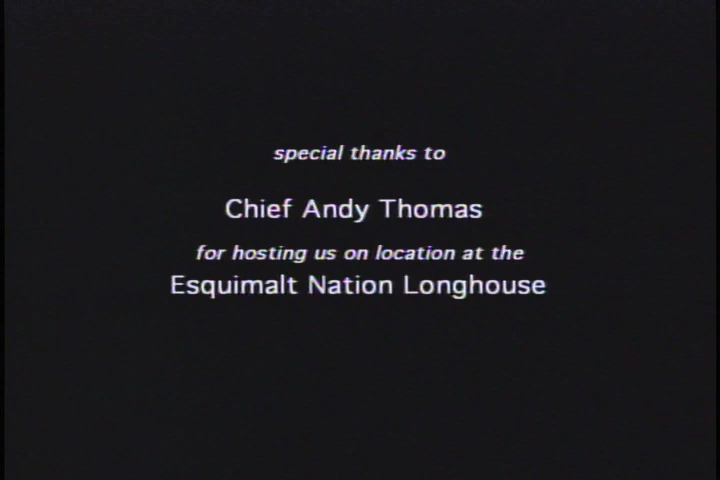 special thanks to
Chief Andy Thomas
for hosting us on location at the
Esquimalt Nation Longhouse